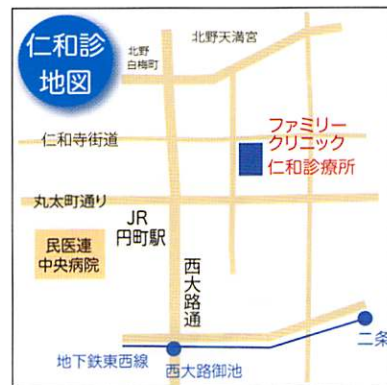 仁和診
地図
北野
白梅町
北野天満宮
仁和寺街道
ファミリー
クリニック
仁和診療所
丸太町通り
JR
円町駅
民医連
中央病院
西大路通
二条
地下鉄東西線
西大路御池